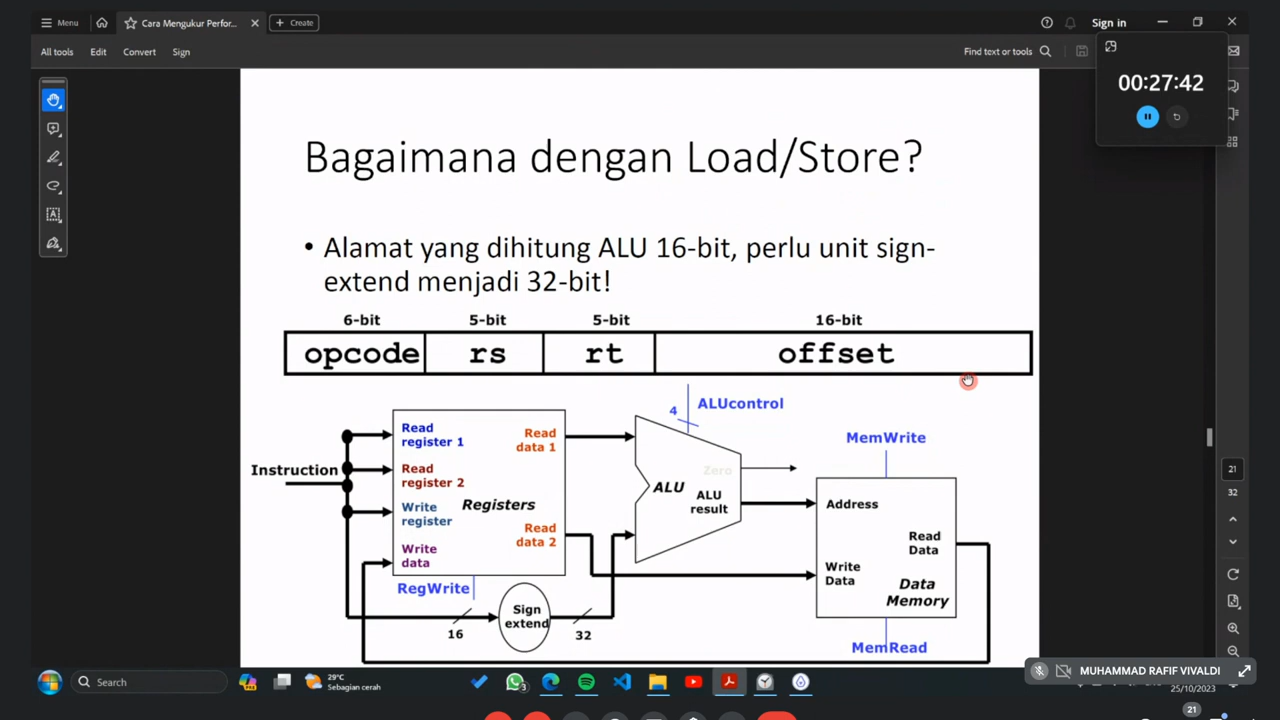 Menu
Cara Mengukur Perfor...
Create
Sign in
All tools
Edit
Convert
Sign
Find text or tools
00:27:42
Bagaimana dengan Load/Store?
• Alamat yang dihitung ALU 16-bit, perlu unit sign-
extend menjadi 32-bit!
6-bit
5-bit
5-bit
16-bit
opcode
rs
rt
offset
4
ALUcontrol
MemWrite
Instruction
Read
register 1
Read
register 2
Write
register
Write
data
Registers
Read
data 1
Read
data 2
RegWrite
Zero
ALU
ALU
result
Address
Read
Data
Write
Data
Data
Memory
MemRead
Sign
extend
16
32
21
32
Search
29°C
Sebagian cerah
3
MUHAMMAD RAFIF VIVALDI
25/10/2023
21